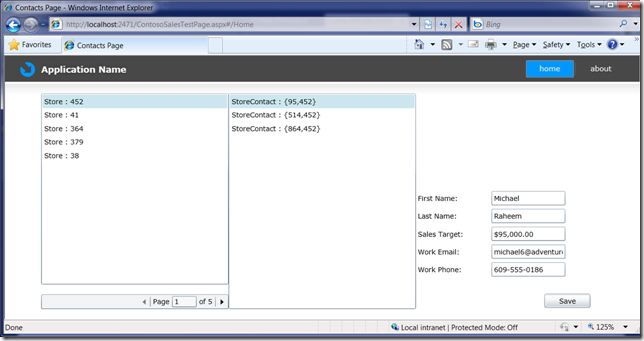 Contacts Page - Windows Internet Explorer
http://localhost:2471/ContosoSalesTestPage.aspx#/Home
Bing
Favorites
Contacts Page
Page Safety Tools
Application Name
home
about
Store : 452
Store : 41
Store : 364
Store : 379
Store : 38
StoreContact : {95,452}
StoreContact : {514,452}
StoreContact : {864,452}
First Name: Michael
Last Name: Raheem
Sales Target: $95,000.00
Work Email: michael6@adventure
Work Phone: 609-555-0186
Page 1 of 5
Save
Done
Local intranet | Protected Mode: Off
125%